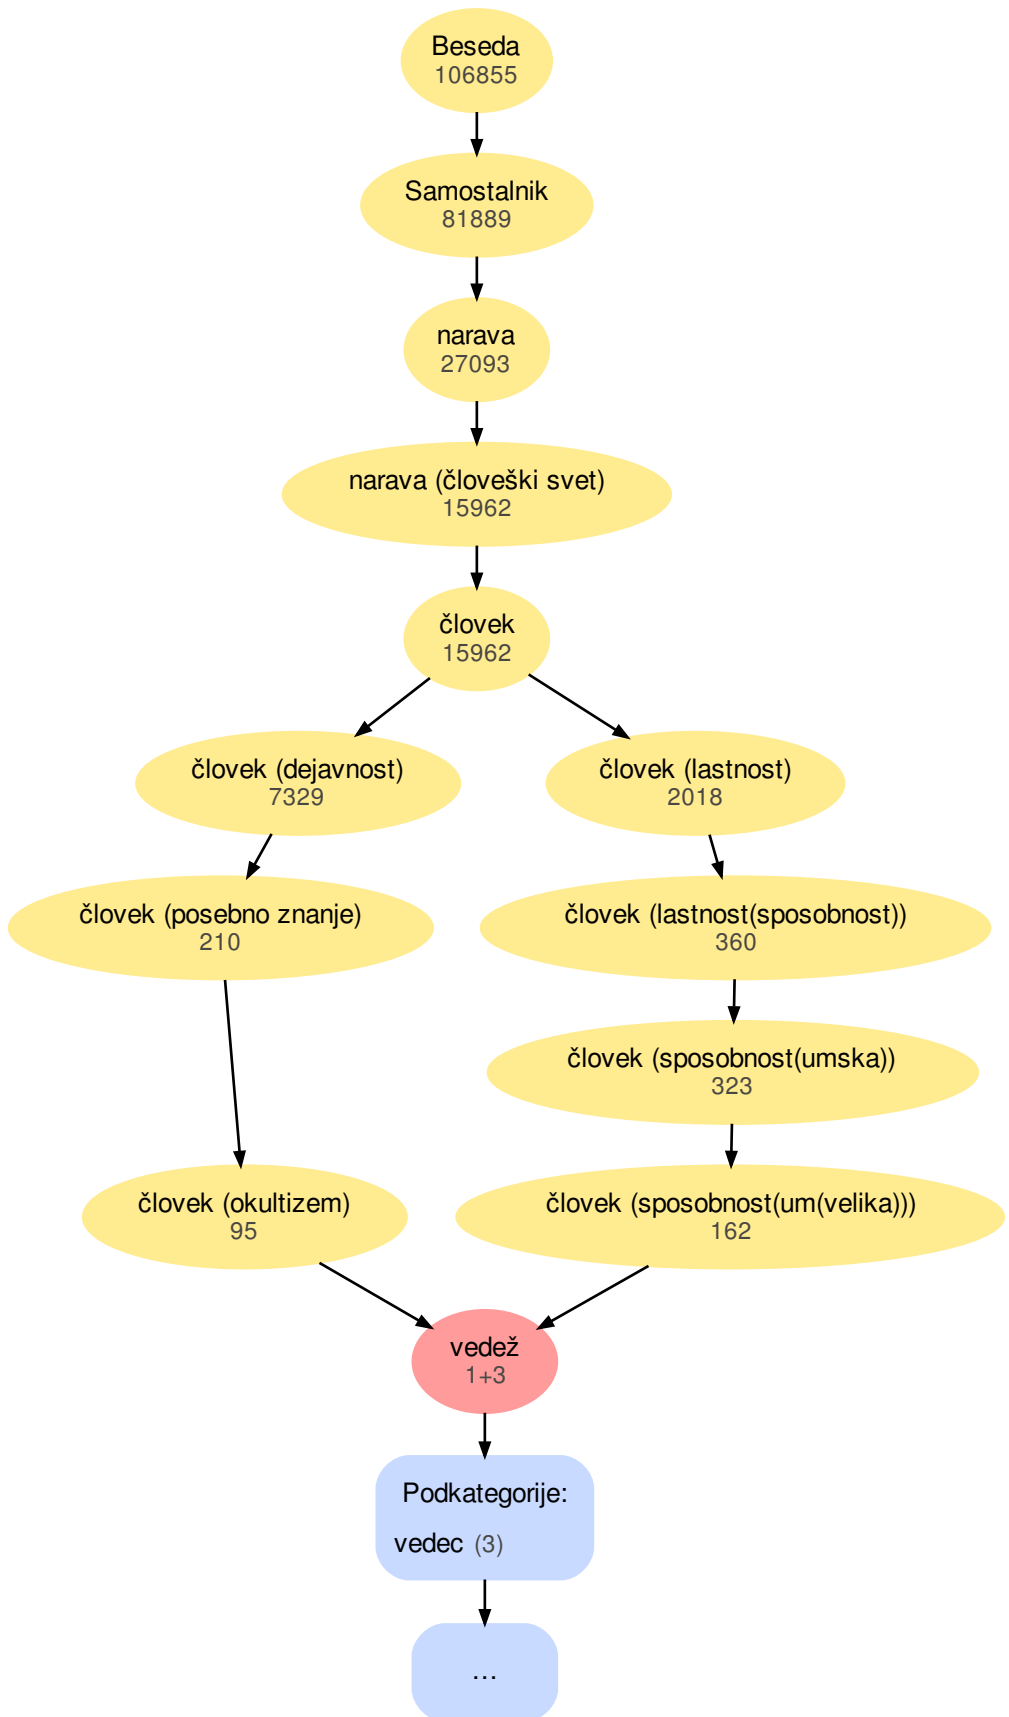 Beseda
106855
Samostalnik
81889
narava
27093
narava (človeški svet)
15962
človek
15962
človek (dejavnost)
7329
človek (lastnost)
2018
človek (posebno znanje)
210
človek (lastnost(sposobnost))
360
človek (sposobnost(umska))
323
človek (okultizem)
95
človek (sposobnost(um(velika)))
162
vedež
1+3
Podkategorije:
vedec (3)
...